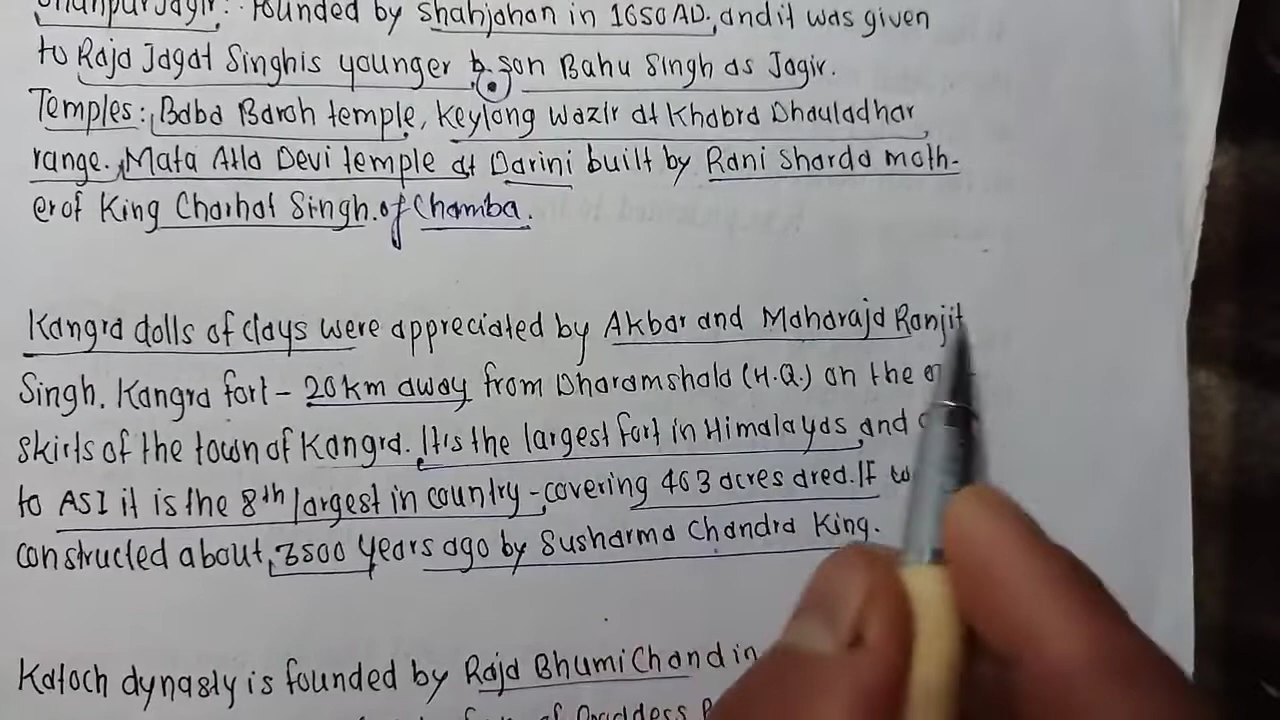 Shahpur Jagir: Founded by Shahjahan in 1650 AD., and it was given
to Raja Jagat Singhis younger son Bahu Singh as Jagir.
Temples: Baba Barah temple, Keylong Wazir at Khabra Dhauladhar
range. Mata Atla Devi temple at Darini built by Rani Sharda moth-
er of King Charhat Singh. of Chamba.
Kangra dolls of clays were appreciated by Akbar and Maharaja Ranjit
Singh. Kangra fort - 20 km away from Dharamshala (H.Q.) on the
skirts of the town of Kangra. It is the largest fort in Himalayas, and
to ASI it is the 8th largest in country - covering 463 acres area. It
constructed about, 3500 years ago by Susharma Chandra King.
Katoch dynasty is founded by Raja Bhumi Chand in
of